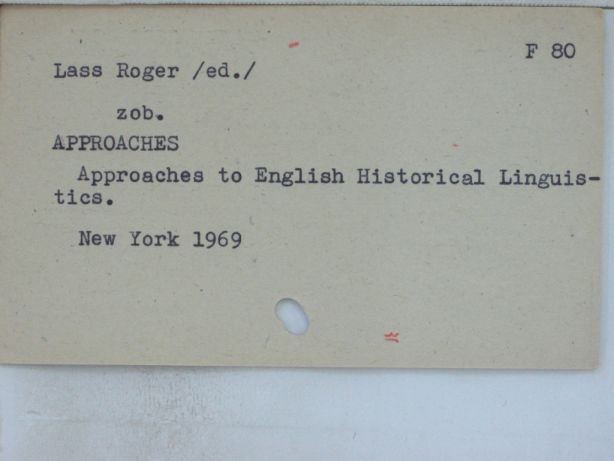 F 80
Lass Roger /ed./
zob.
APPROACHES
Approaches to English Historical Linguis-
tics.
New York 1969